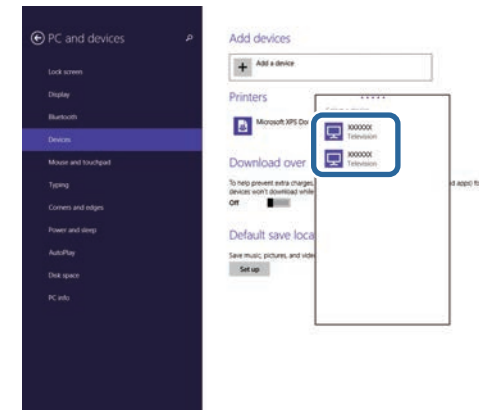 PC and devices
Lock screen
Display
Bluetooth
Devices
Mouse and touchpad
Typing
Corners and edges
Power and sleep
AutoPlay
Disk space
PC info
Add devices
Add a device
Printers
Microsoft XPS Do
XXXXXX
Television
XXXXXX
Television
Download over
To help prevent extra charges, and apps) fo
devices won't download while
Off
Default save loca
Save music, pictures, and vide
Set up